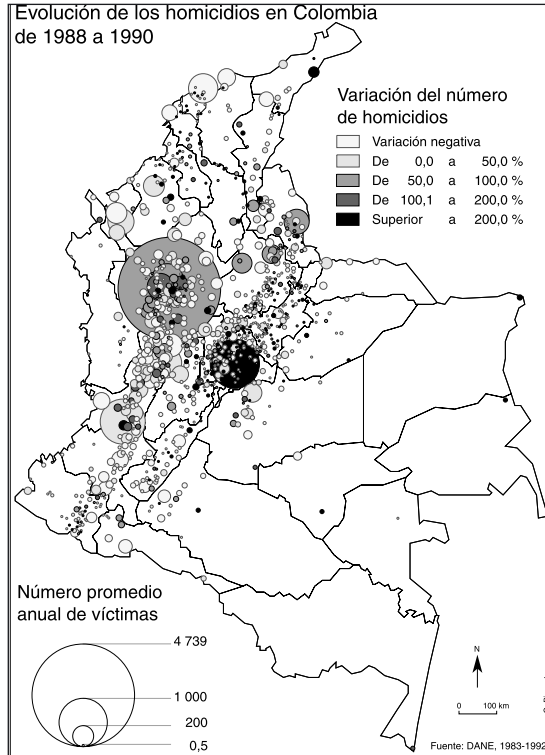 Evolución de los homicidios en Colombia
de 1988 a 1990
Variación del número
de homicidios
Variación negativa
De 0,0 a 50,0 %
De 50,0 a 100,0 %
De 100,1 a 200,0 %
Superior a 200,0 %
Número promedio
anual de víctimas
4 739
1 000
200
0,5
N
0 100 km
Fuente: DANE, 1983-1992